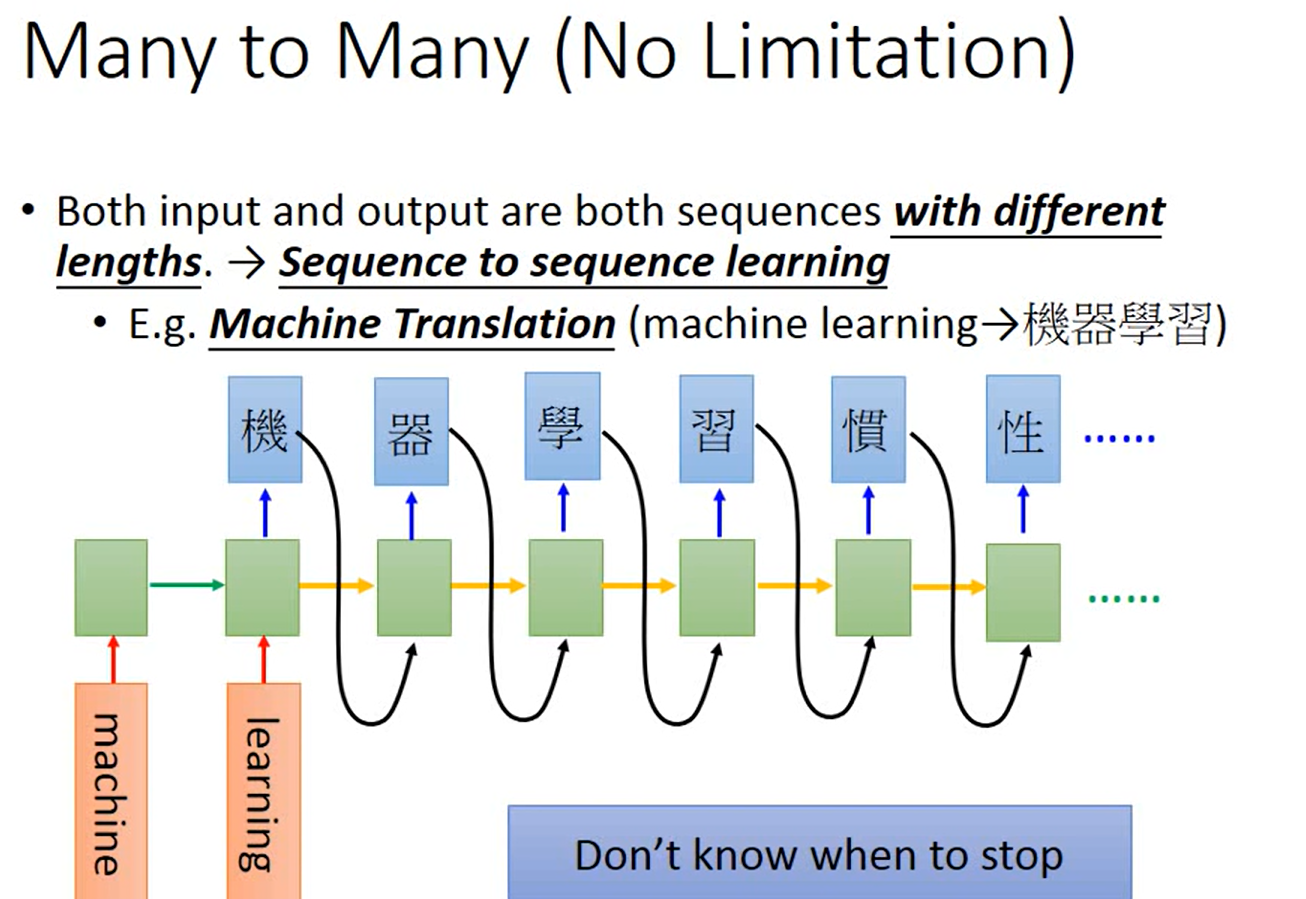 Many to Many (No Limitation)
• Both input and output are both sequences with different
lengths. → Sequence to sequence learning
• E.g. Machine Translation (machine learning→機器學習)
機 器 學 習 慣 性 ……
……
machine learning
Don't know when to stop